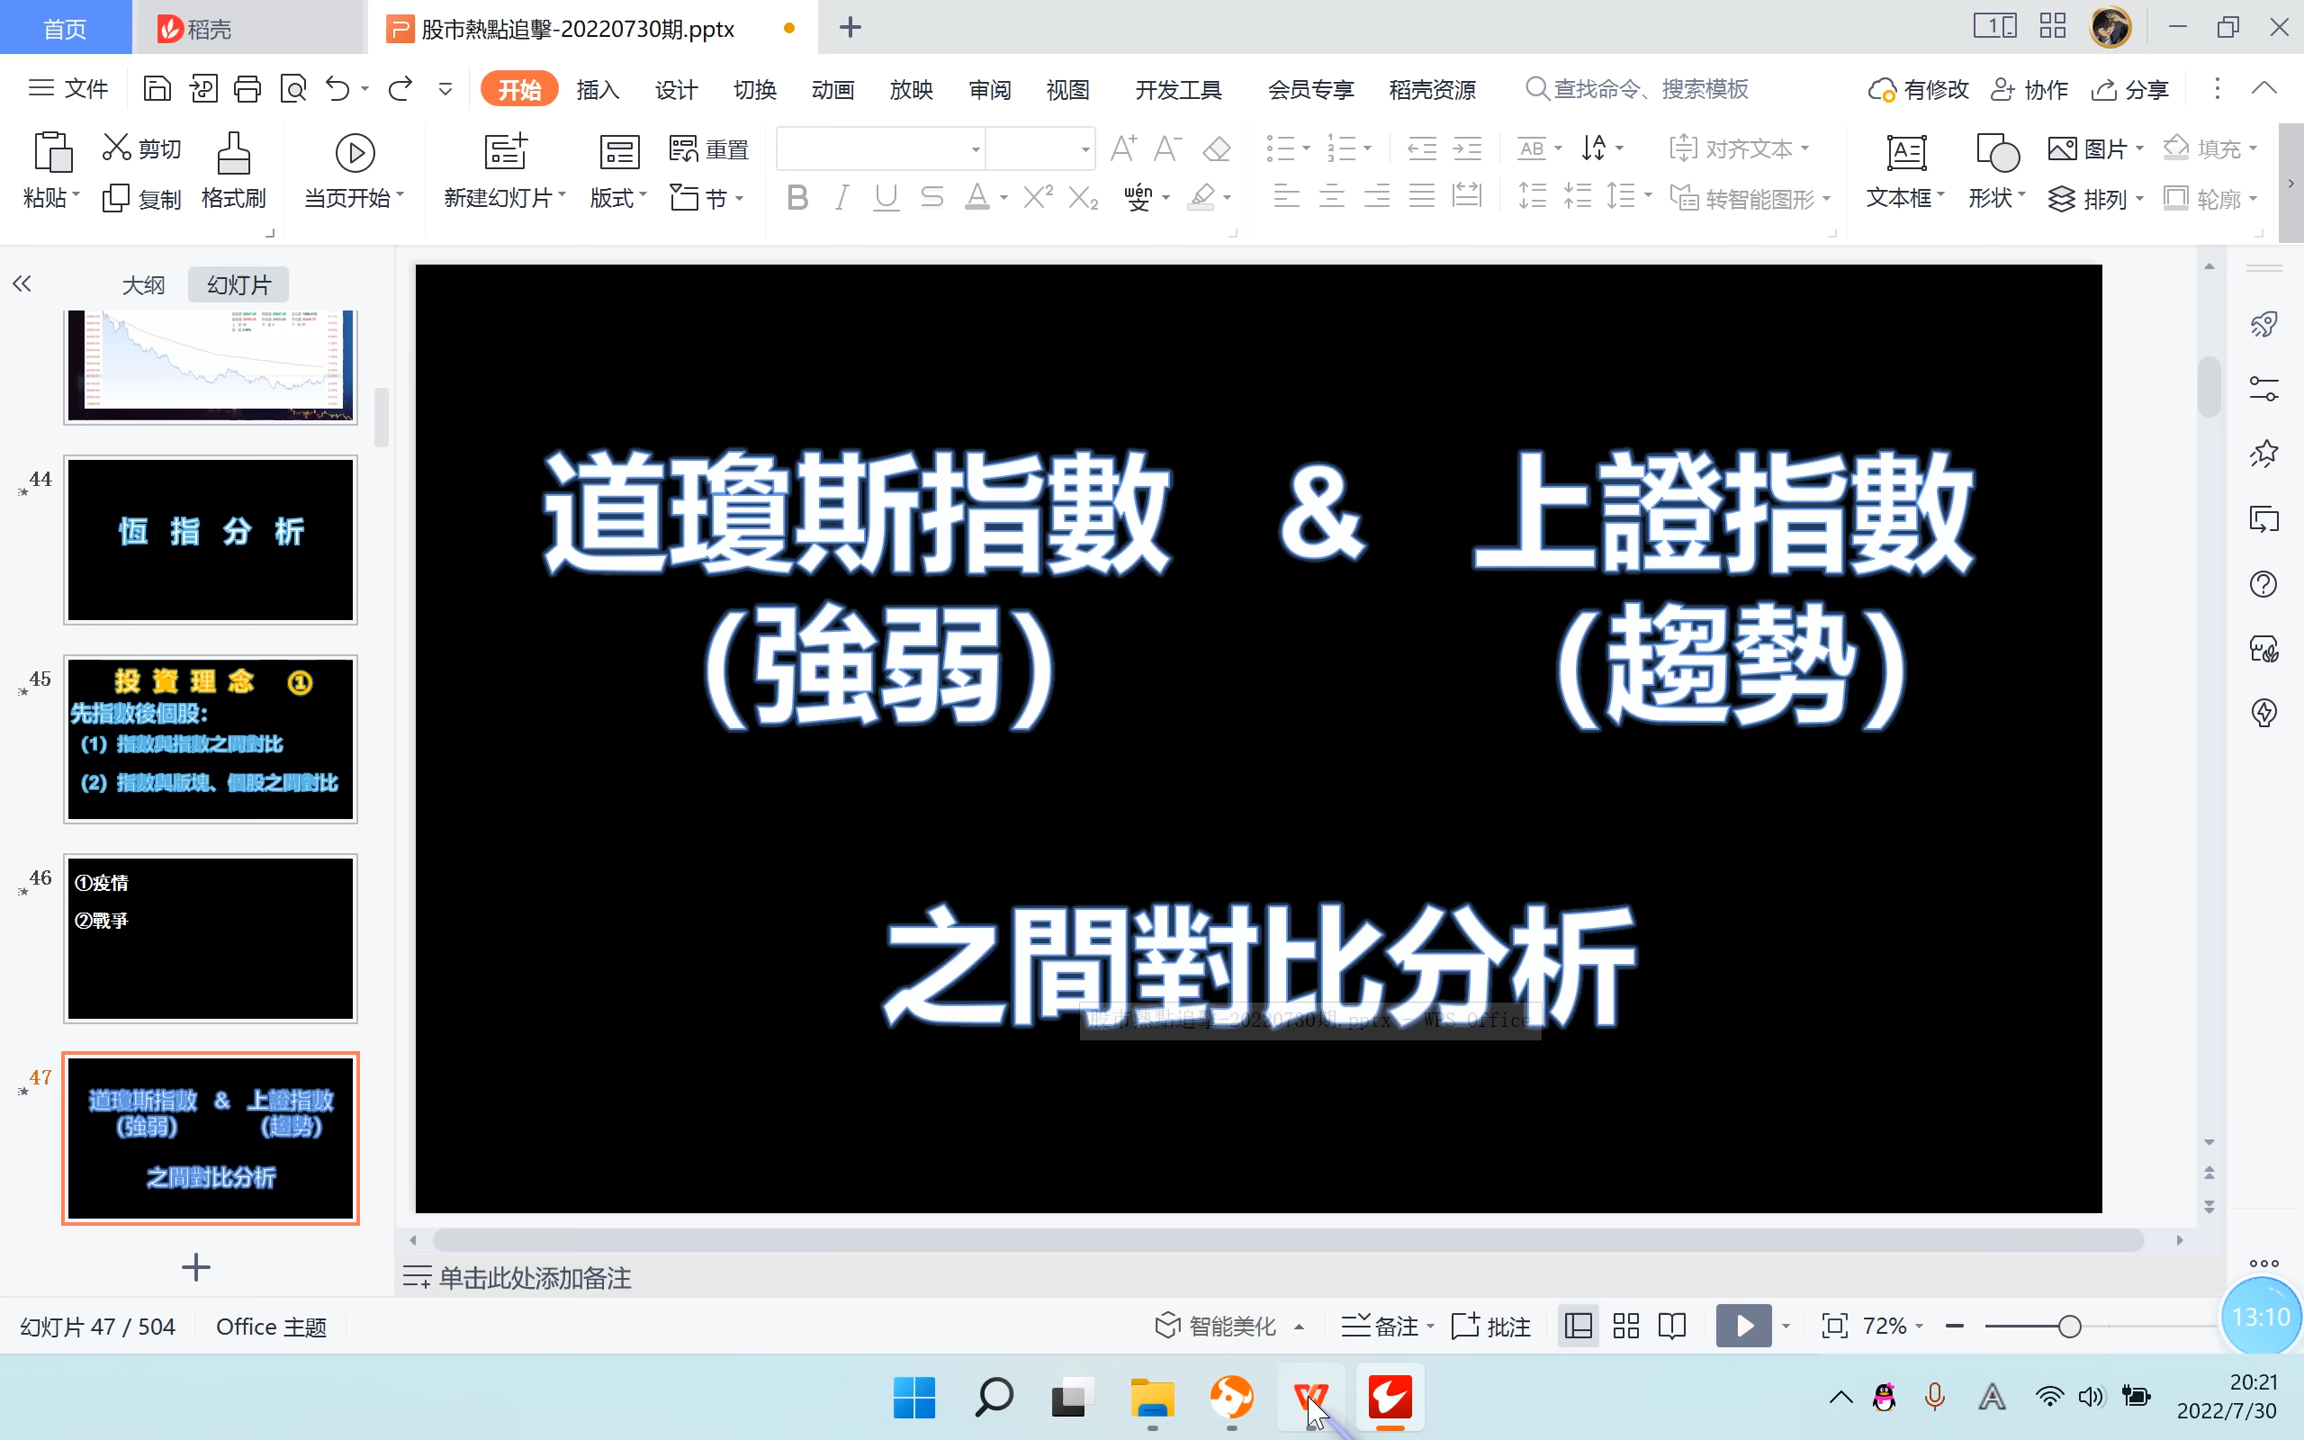 首页
稻壳
股市熱點追擊-20220730期.pptx
文件
开始
插入
设计
切换
动画
放映
审阅
视图
开发工具
会员专享
稻壳资源
查找命令、搜索模板
有修改
协作
分享
粘贴
剪切
复制
格式刷
当页开始
新建幻灯片
版式
重置
节
对齐文本
转智能图形
文本框
形状
图片
排列
填充
轮廓
大纲
幻灯片
44
恆 指 分 析
45
投 資 理 念 ①
先指數後個股：
(1) 指數與指數之間對比
(2) 指數與版塊、個股之間對比
46
①疫情
②戰爭
47
道瓊斯指數 & 上證指數
(強弱) (趨勢)
之間對比分析
道瓊斯指數 & 上證指數
(強弱) (趨勢)
之間對比分析
股市熱點追擊-20220730期.pptx - WPS Office
单击此处添加备注
幻灯片 47 / 504
Office 主题
智能美化
备注
批注
72%
13:10
20:21
2022/7/30